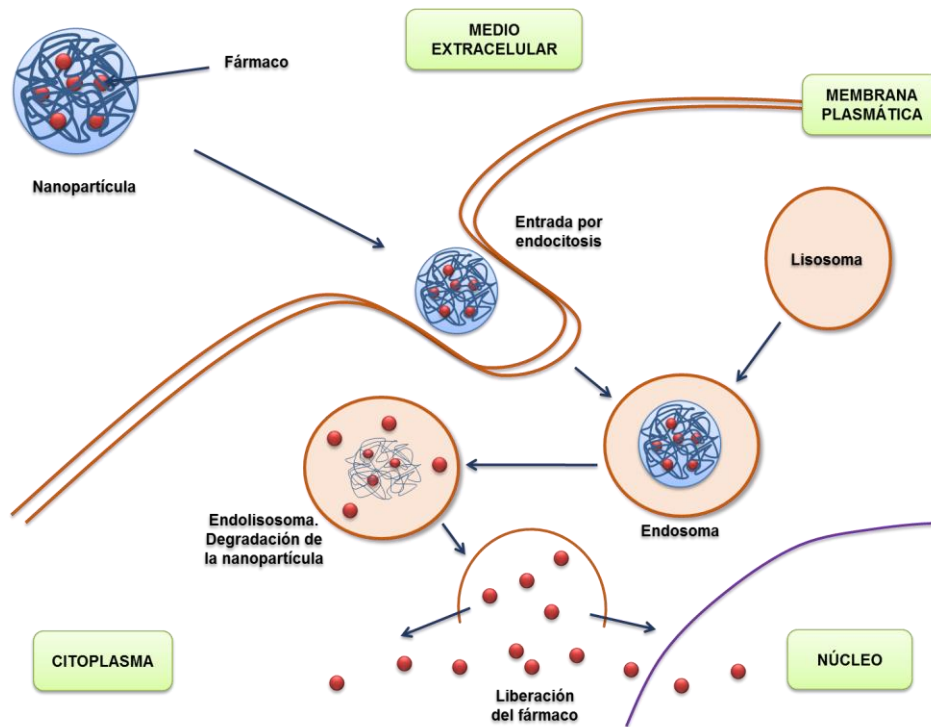 MEDIO
EXTRACELULAR
Fármaco
MEMBRANA
PLASMÁTICA
Nanopartícula
Entrada por
endocitosis
Lisosoma
Endolisosoma.
Degradación de
la nanopartícula
Endosoma
CITOPLASMA
NÚCLEO
Liberación
del fármaco